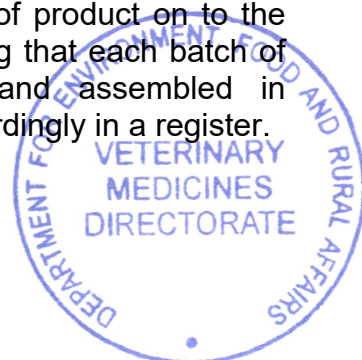 of product on to the
g that each batch of
and assembled in
rdingly in a register.
DEPARTMENT FOR ENVIRONMENT, FOOD AND RURAL AFFAIRS
VETERINARY
MEDICINES
DIRECTORATE